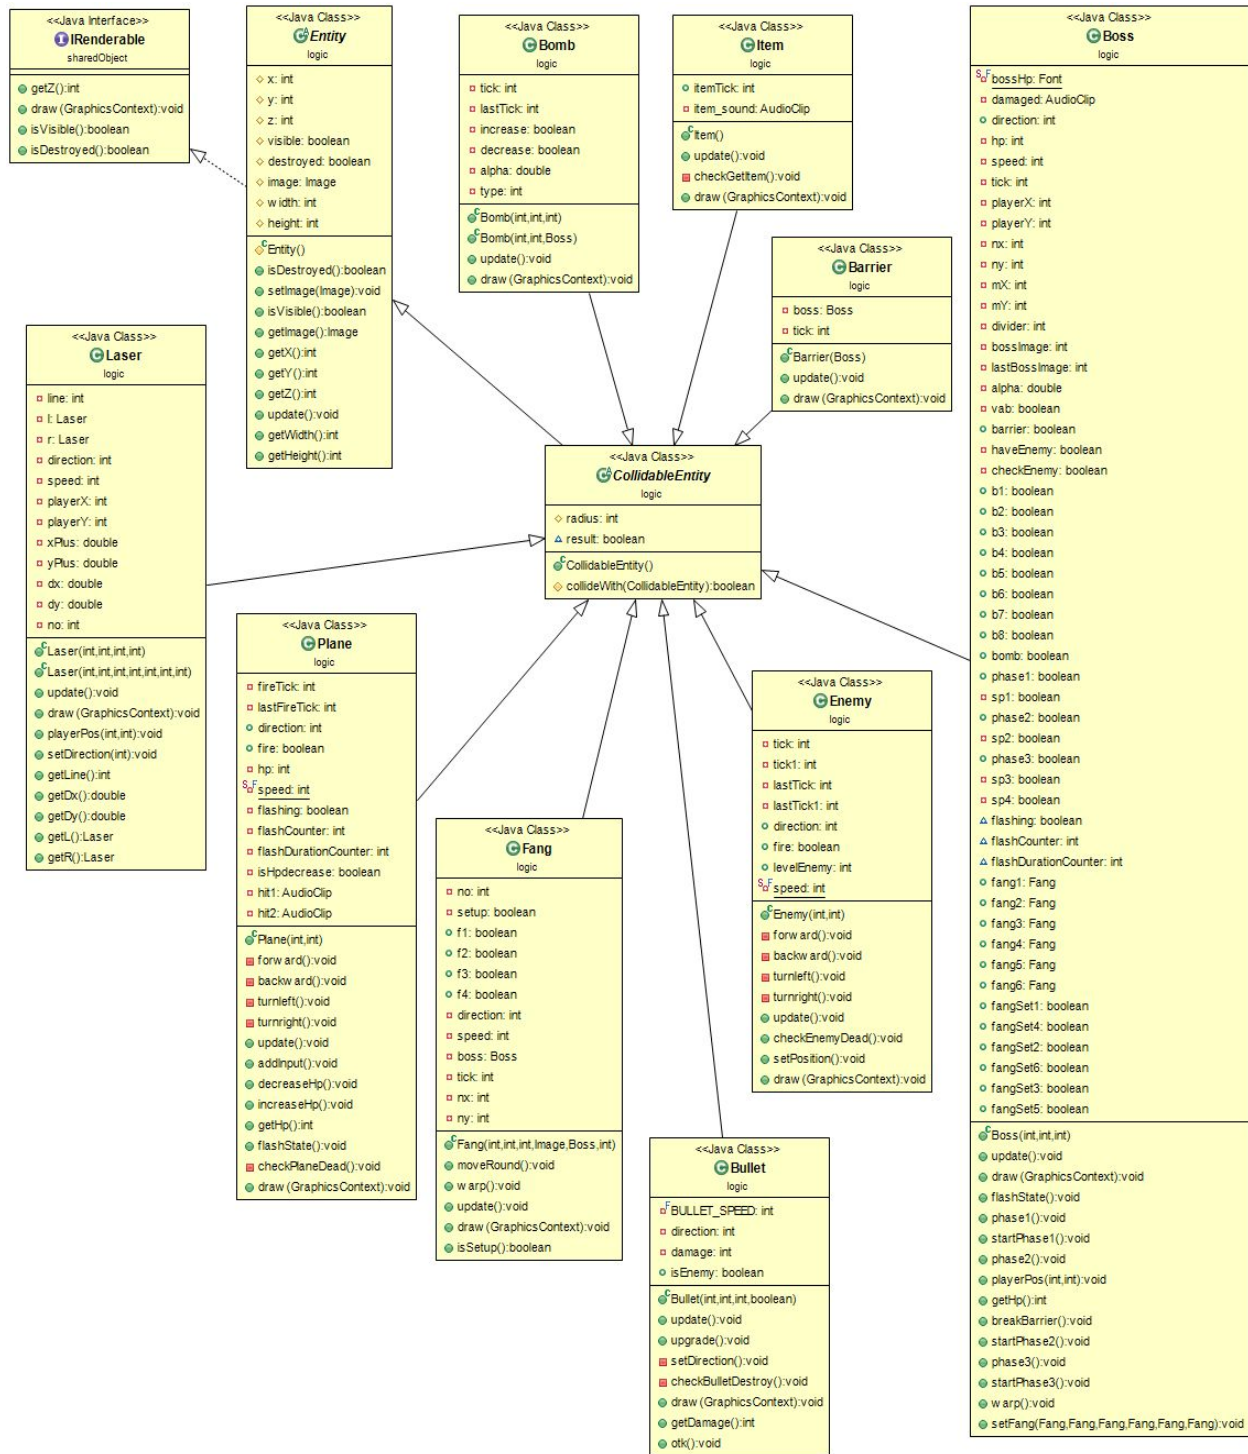 <<Java Interface>>
IRenderable
sharedObject
getZ():int
draw(GraphicsContext):void
isVisible():boolean
isDestroyed():boolean
<<Java Class>>
Entity
logic
x: int
y: int
z: int
visible: boolean
destroyed: boolean
image: Image
width: int
height: int
Entity()
isDestroyed():boolean
setImage(Image):void
isVisible():boolean
getImage():Image
getX():int
getY():int
getZ():int
update():void
getWidth():int
getHeight():int
<<Java Class>>
Bomb
logic
tick: int
lastTick: int
increase: boolean
decrease: boolean
alpha: double
type: int
Bomb(int,int,int)
Bomb(int,int,Boss)
update():void
draw(GraphicsContext):void
<<Java Class>>
Item
logic
itemTick: int
item_sound: AudioClip
Item()
update():void
checkGetItem():void
draw(GraphicsContext):void
<<Java Class>>
Barrier
logic
boss: Boss
tick: int
Barrier(Boss)
update():void
draw(GraphicsContext):void
<<Java Class>>
Boss
logic
bossHp: Font
damaged: AudioClip
direction: int
hp: int
speed: int
tick: int
playerX: int
playerY: int
nx: int
ny: int
mX: int
mY: int
divider: int
bossImage: int
lastBossImage: int
alpha: double
vab: boolean
barrier: boolean
haveEnemy: boolean
checkEnemy: boolean
b1: boolean
b2: boolean
b3: boolean
b4: boolean
b5: boolean
b6: boolean
b7: boolean
b8: boolean
bomb: boolean
phase1: boolean
sp1: boolean
phase2: boolean
sp2: boolean
phase3: boolean
sp3: boolean
sp4: boolean
flashing: boolean
flashCounter: int
flashDurationCounter: int
fang1: Fang
fang2: Fang
fang3: Fang
fang4: Fang
fang5: Fang
fang6: Fang
fangSet1: boolean
fangSet4: boolean
fangSet2: boolean
fangSet6: boolean
fangSet3: boolean
fangSet5: boolean
Boss(int,int,int)
update():void
draw(GraphicsContext):void
flashState():void
phase1():void
startPhase1():void
phase2():void
playerPos(int,int):void
getHp():int
breakBarrier():void
startPhase2():void
phase3():void
startPhase3():void
warp():void
setFang(Fang,Fang,Fang,Fang,Fang,Fang):void
<<Java Class>>
Laser
logic
line: int
l: Laser
r: Laser
direction: int
speed: int
playerX: int
playerY: int
xPlus: double
yPlus: double
dx: double
dy: double
no: int
Laser(int,int,int,int)
Laser(int,int,int,int,int,int,int)
update():void
draw(GraphicsContext):void
playerPos(int,int):void
setDirection(int):void
getLine():int
getDx():double
getDy():double
getL():Laser
getR():Laser
<<Java Class>>
CollidableEntity
logic
radius: int
result: boolean
CollidableEntity()
collideWith(CollidableEntity):boolean
<<Java Class>>
Plane
logic
fireTick: int
lastFireTick: int
direction: int
fire: boolean
hp: int
speed: int
flashing: boolean
flashCounter: int
flashDurationCounter: int
isHpdecrease: boolean
hit1: AudioClip
hit2: AudioClip
Plane(int,int)
forward():void
backward():void
turnleft():void
turnright():void
update():void
addInput():void
decreaseHp():void
increaseHp():void
getHp():int
flashState():void
checkPlaneDead():void
draw(GraphicsContext):void
<<Java Class>>
Fang
logic
no: int
setup: boolean
f1: boolean
f2: boolean
f3: boolean
f4: boolean
direction: int
speed: int
boss: Boss
tick: int
nx: int
ny: int
Fang(int,int,int,Image,Boss,int)
moveRound():void
warp():void
update():void
draw(GraphicsContext):void
isSetup():boolean
<<Java Class>>
Enemy
logic
tick: int
tick1: int
lastTick: int
lastTick1: int
direction: int
fire: boolean
levelEnemy: int
speed: int
Enemy(int,int)
forward():void
backward():void
turnleft():void
turnright():void
update():void
checkEnemyDead():void
setPosition():void
draw(GraphicsContext):void
<<Java Class>>
Bullet
logic
BULLET_SPEED: int
direction: int
damage: int
isEnemy: boolean
Bullet(int,int,int,boolean)
update():void
upgrade():void
setDirection():void
checkBulletDestroy():void
draw(GraphicsContext):void
getDamage():int
otk():void